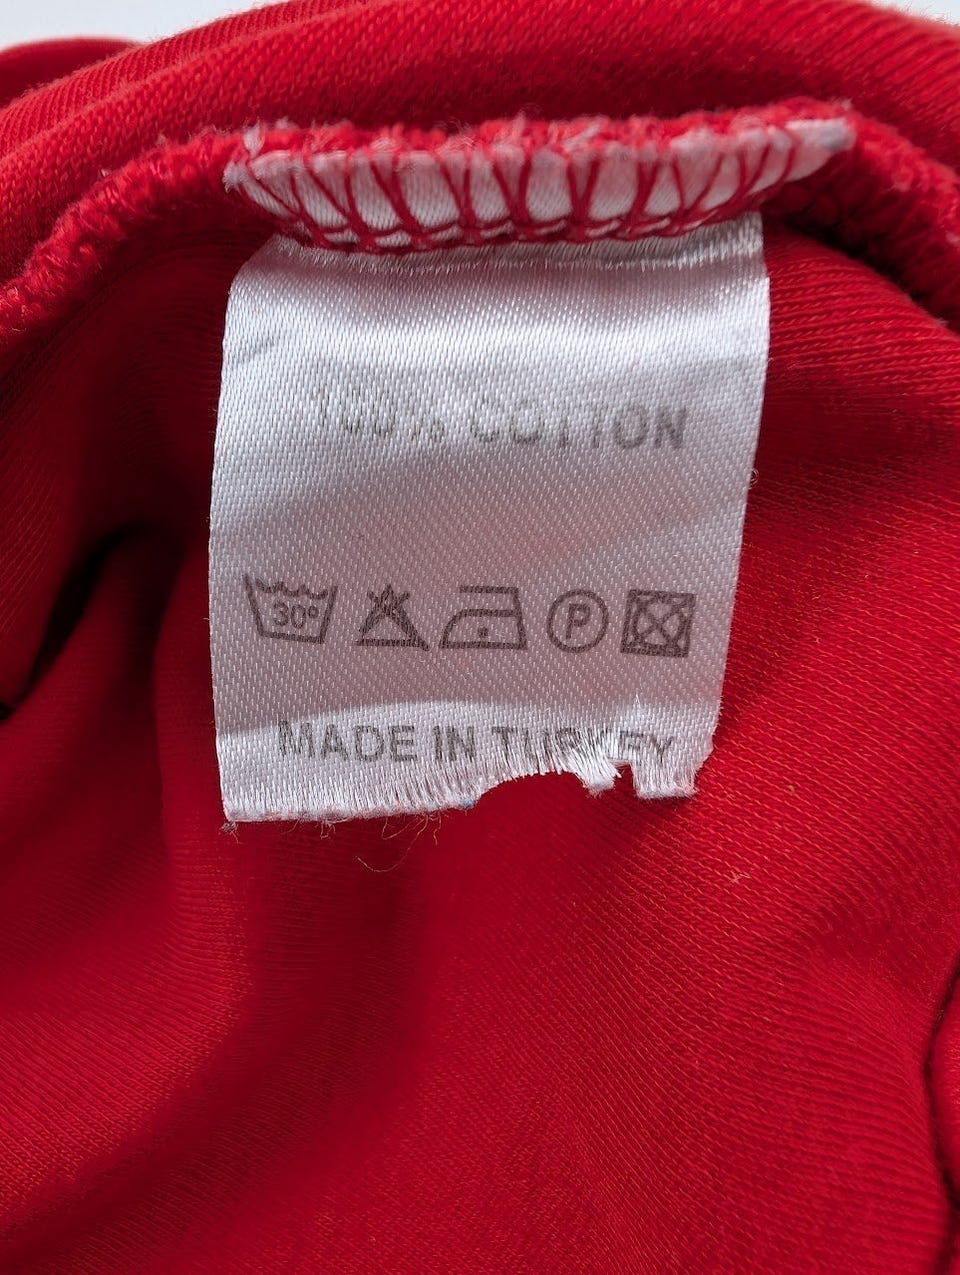 100% COTTON
30°
P
MADE IN TURKEY